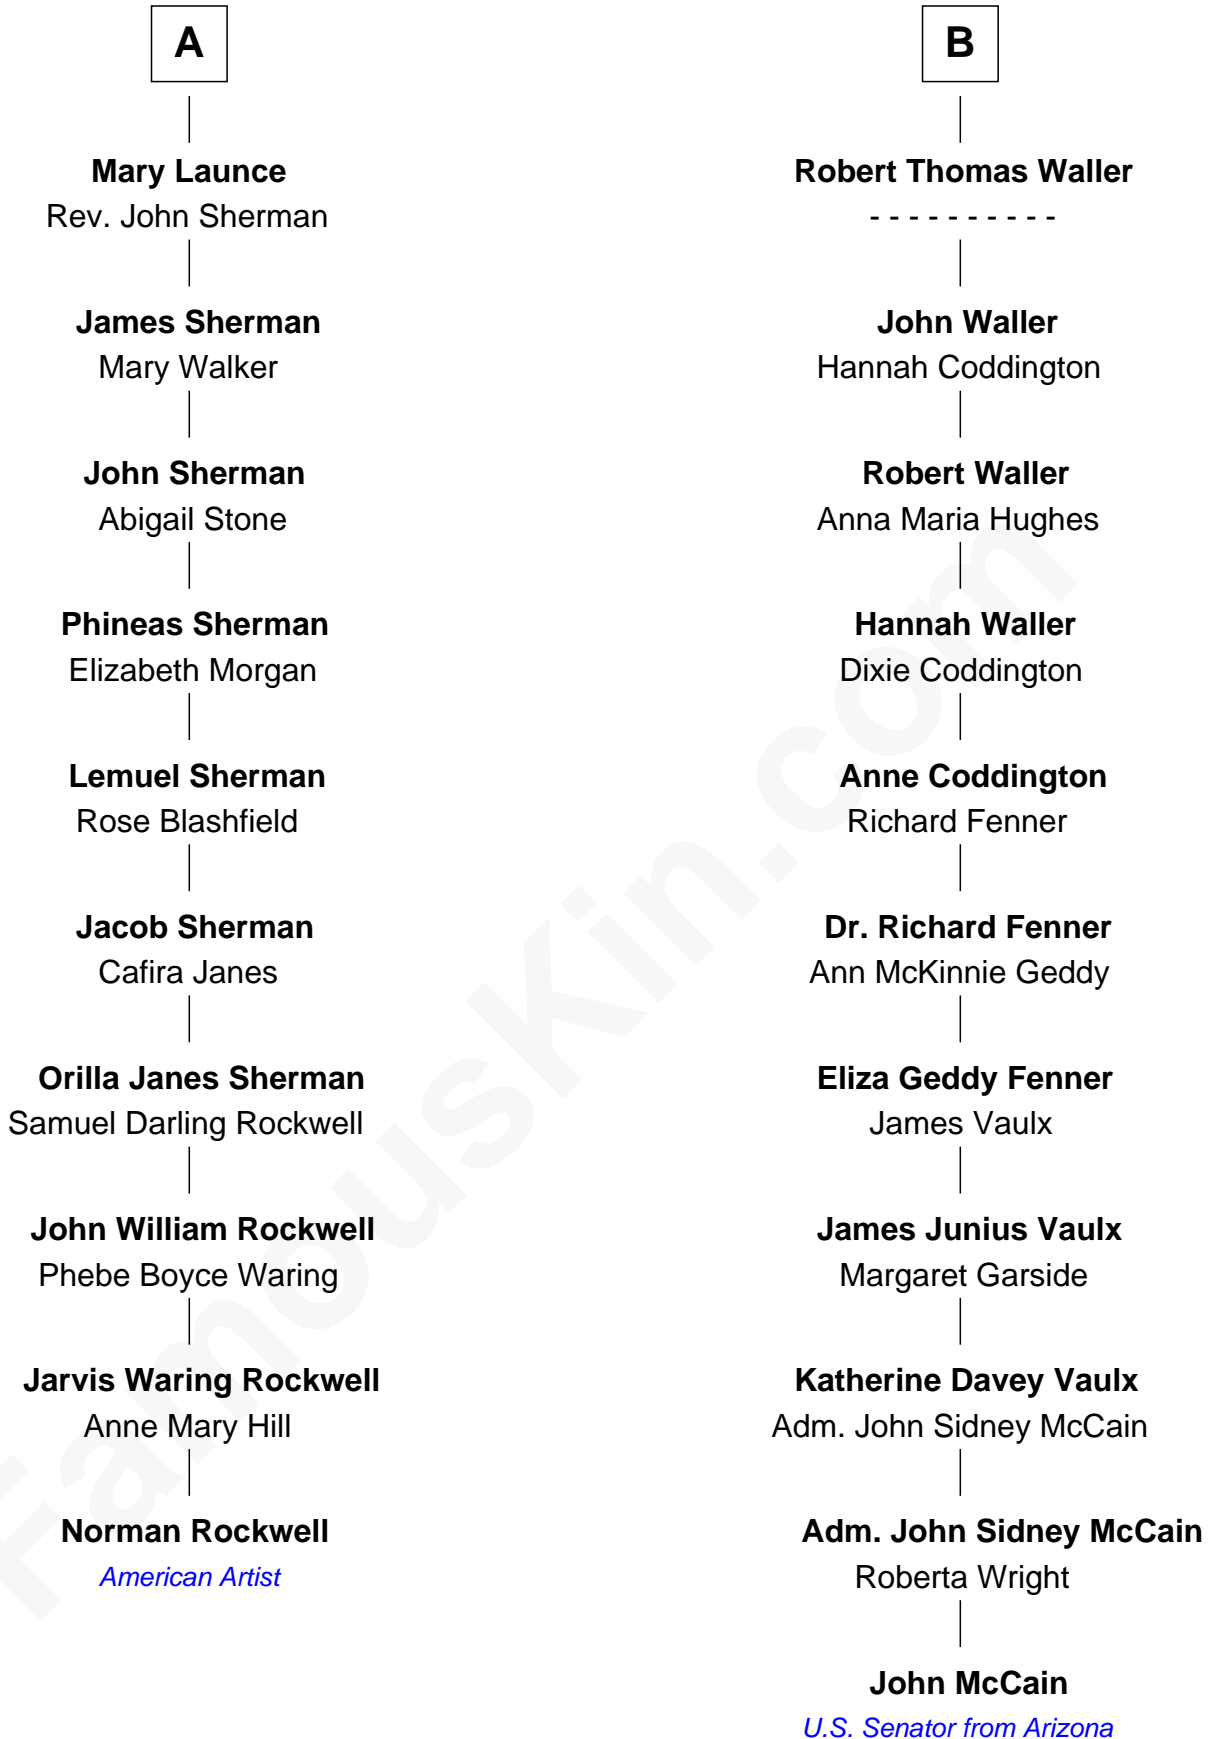 A
Mary Launce
Rev. John Sherman
James Sherman
Mary Walker
John Sherman
Abigail Stone
Phineas Sherman
Elizabeth Morgan
Lemuel Sherman
Rose Blashfield
Jacob Sherman
Cafira Janes
Orilla Janes Sherman
Samuel Darling Rockwell
John William Rockwell
Phebe Boyce Waring
Jarvis Waring Rockwell
Anne Mary Hill
Norman Rockwell
American Artist
B
Robert Thomas Waller
- - - - - - - - - -
John Waller
Hannah Coddington
Robert Waller
Anna Maria Hughes
Hannah Waller
Dixie Coddington
Anne Coddington
Richard Fenner
Dr. Richard Fenner
Ann McKinnie Geddy
Eliza Geddy Fenner
James Vaulx
James Junius Vaulx
Margaret Garside
Katherine Davey Vaulx
Adm. John Sidney McCain
Adm. John Sidney McCain
Roberta Wright
John McCain
U.S. Senator from Arizona
FamousKin.com